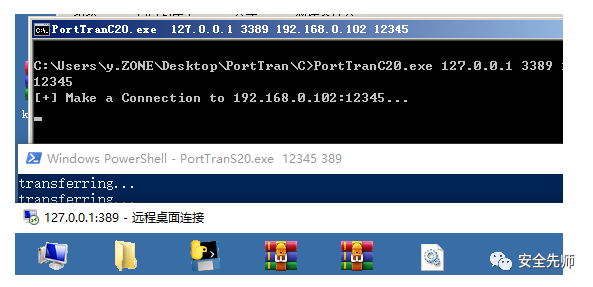 PortTranC20.exe 127.0.0.1 3389 192.168.0.102 12345
C:\Users\y.ZONE\Desktop\PortTran\C>PortTranC20.exe 127.0.0.1 3389
12345
[+] Make a Connection to 192.168.0.102:12345...
Windows PowerShell - PortTranS20.exe 12345 389
transferring...
transferring...
127.0.0.1:389 - 远程桌面连接
安全先师